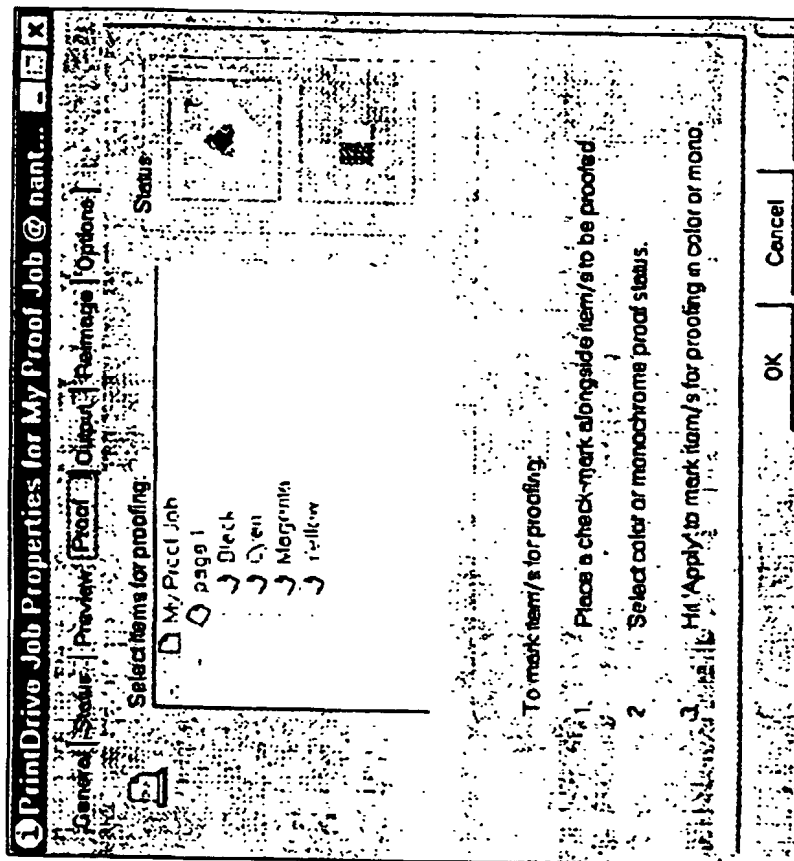 PrintDrive Job Properties for My Proof Job @ nant...
General Status Preview Proof Output Reimage Options
Select items for proofing:
Status
My Proof Job
page 1
Black
Cyan
Magenta
Yellow
To mark item/s for proofing:
1. Place a check-mark alongside item/s to be proofed.
2 Select color or monochrome proof status.
3. Hit 'Apply' to mark item/s for proofing in color or mono.
OK Cancel